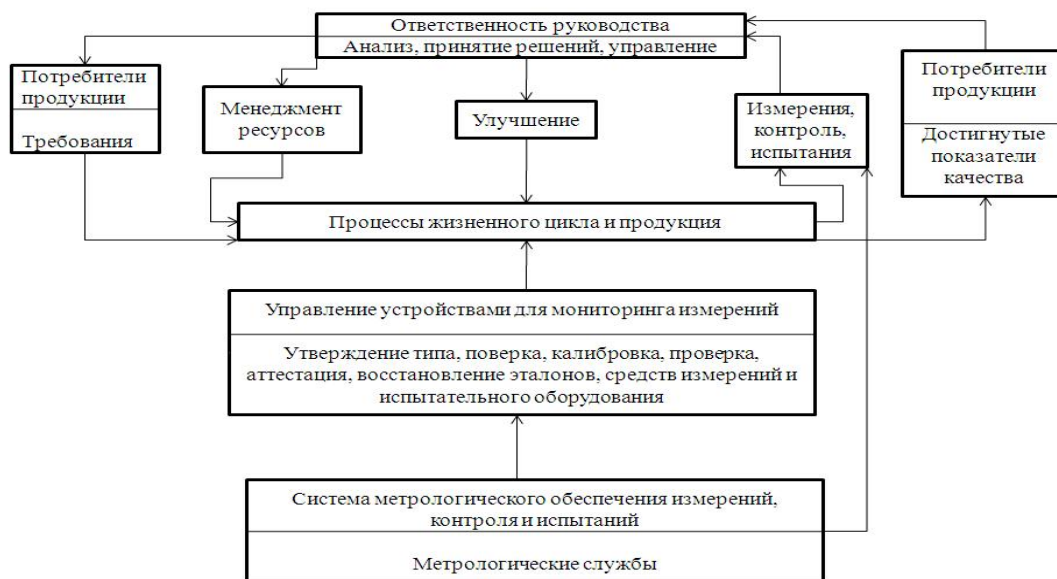 Ответственность руководства
Анализ, принятие решений, управление
Потребители
продукции
Требования
Менеджмент
ресурсов
Улучшение
Измерения,
контроль,
испытания
Потребители
продукции
Достигнутые
показатели
качества
Процессы жизненного цикла и продукция
Управление устройствами для мониторинга измерений
Утверждение типа, поверка, калибровка, проверка,
аттестация, восстановление эталонов, средств измерений и
испытательного оборудования
Система метрологического обеспечения измерений,
контроля и испытаний
Метрологические службы